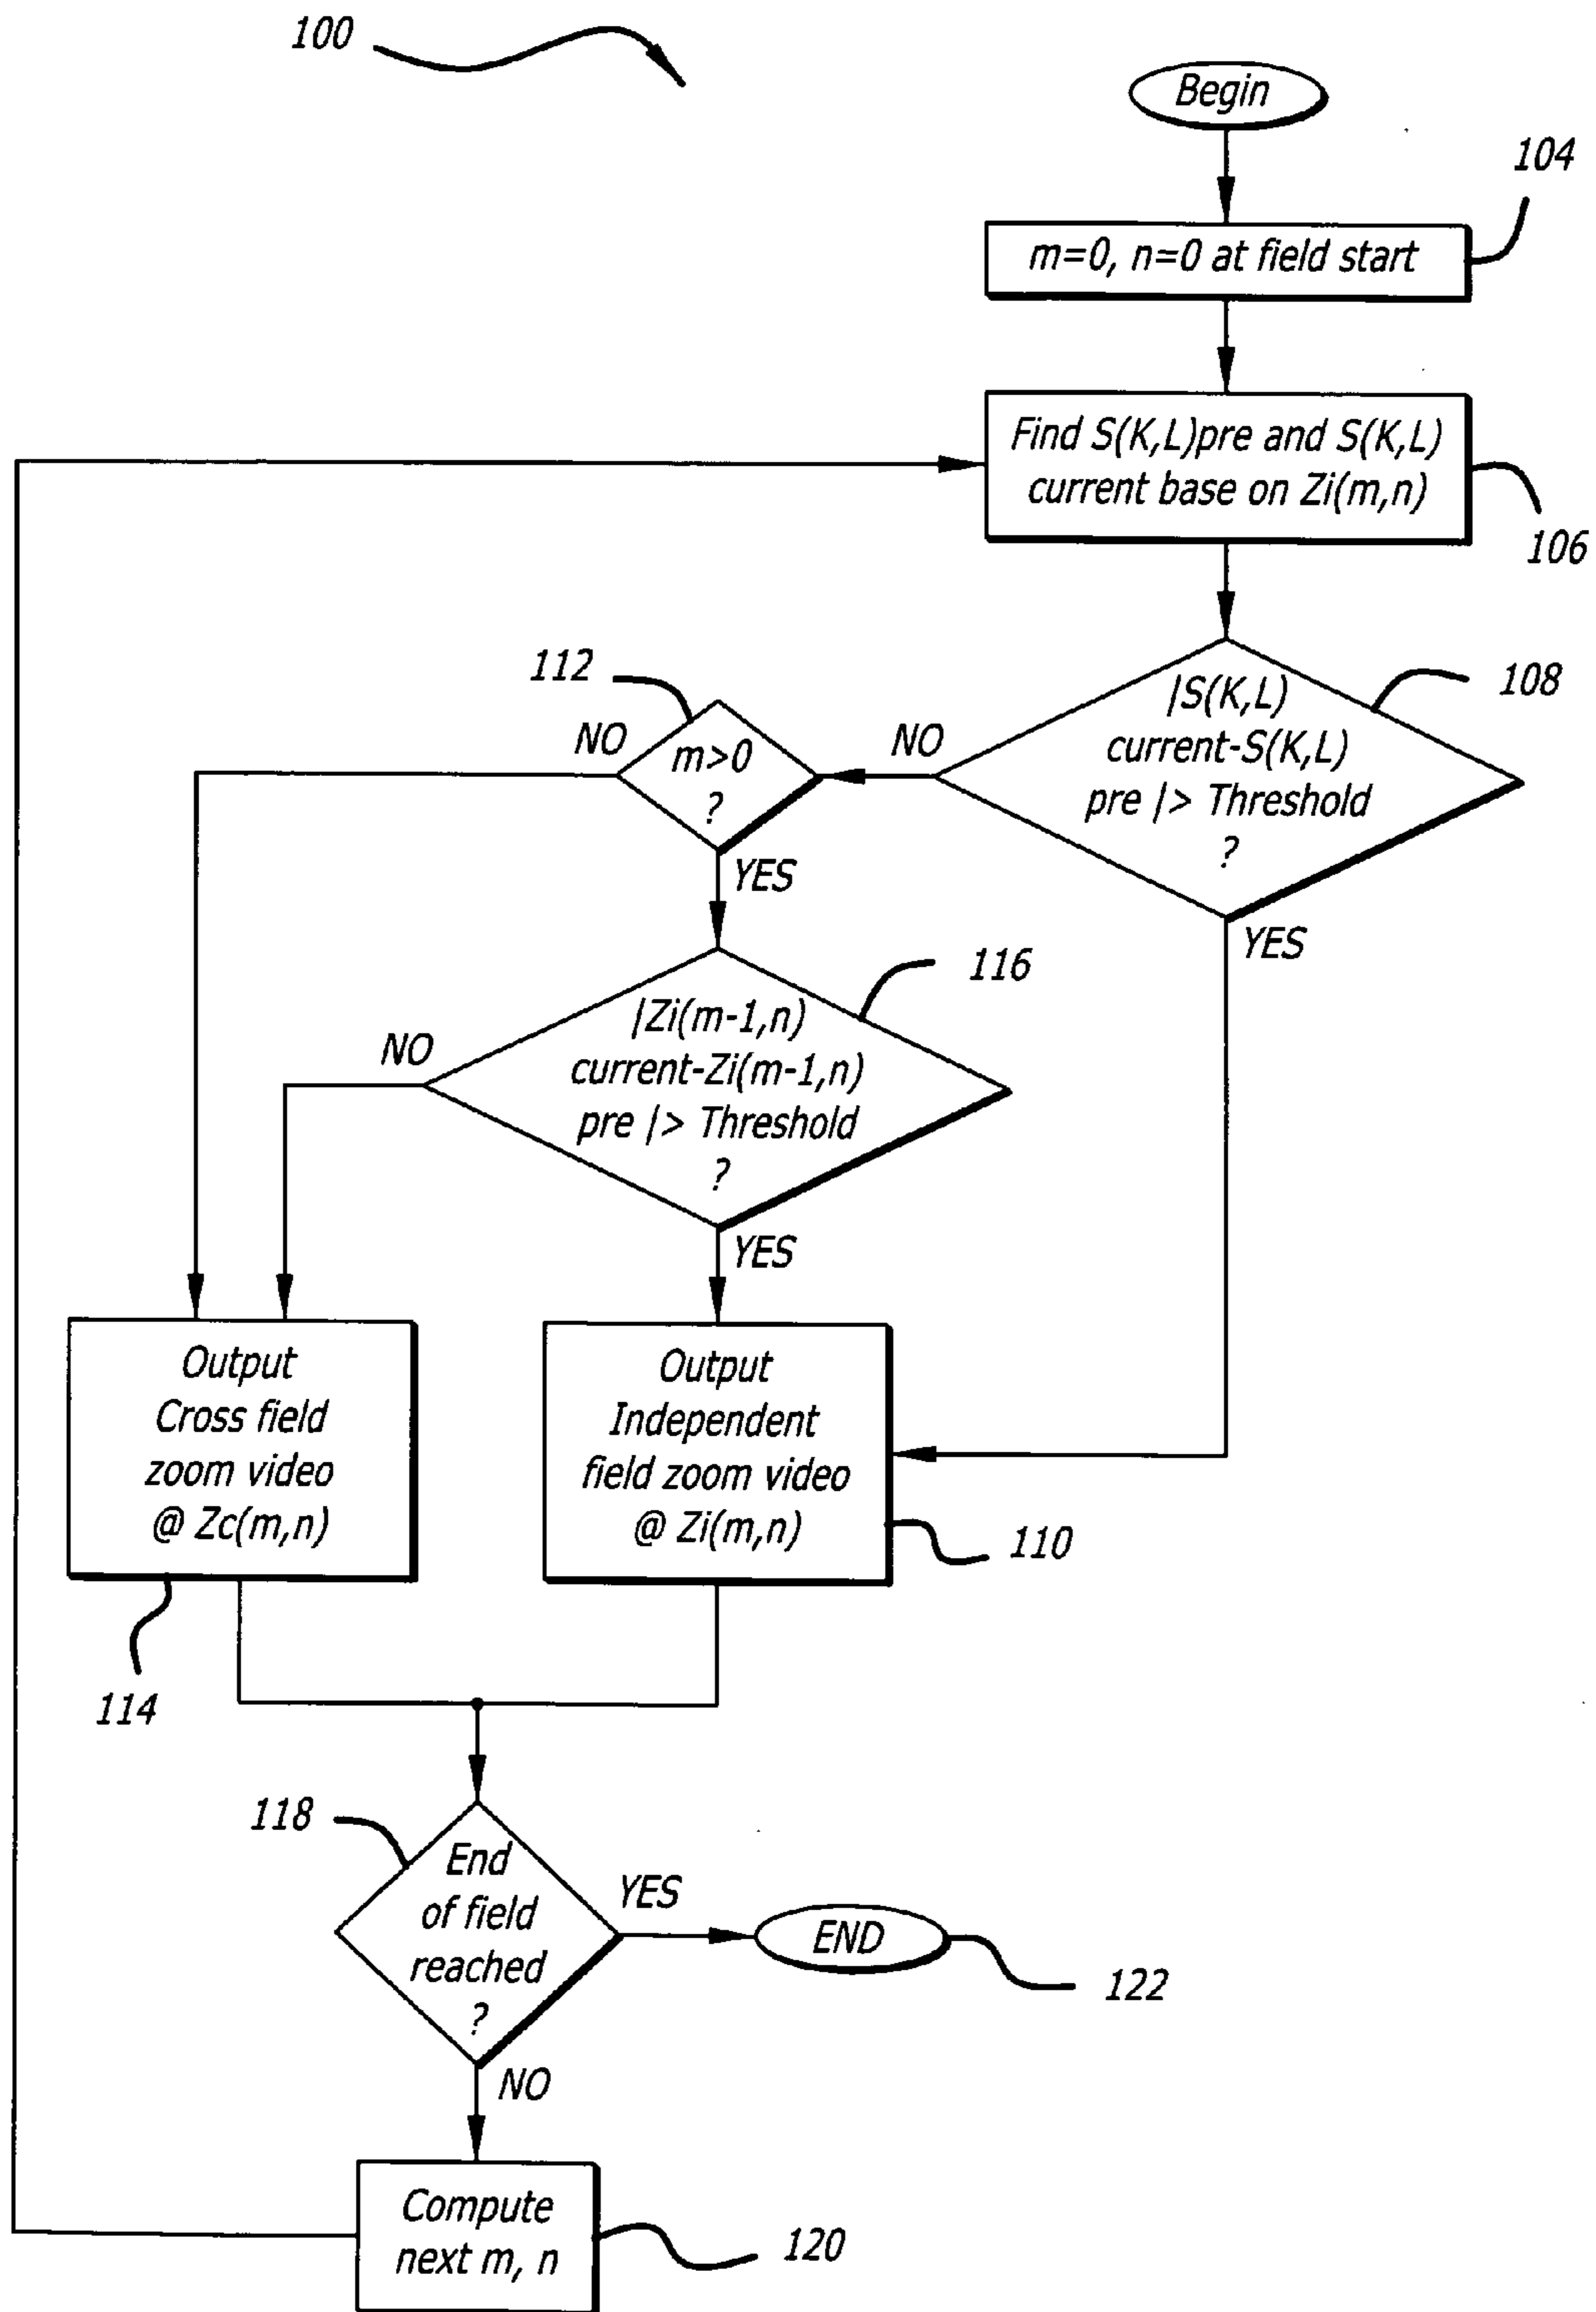 100
Begin
104
m=0, n=0 at field start
Find S(K,L)pre and S(K,L)
current base on Zi(m,n)
106
108
|S(K,L)
current-S(K,L)
pre |> Threshold
?
NO
YES
112
m>0
?
NO
YES
116
|Zi(m-1,n)
current-Zi(m-1,n)
pre |> Threshold
?
NO
YES
Output
Cross field
zoom video
@ Zc(m,n)
114
Output
Independent
field zoom video
@ Zi(m,n)
110
118
End
of field
reached
?
YES
END
122
NO
Compute
next m, n
120